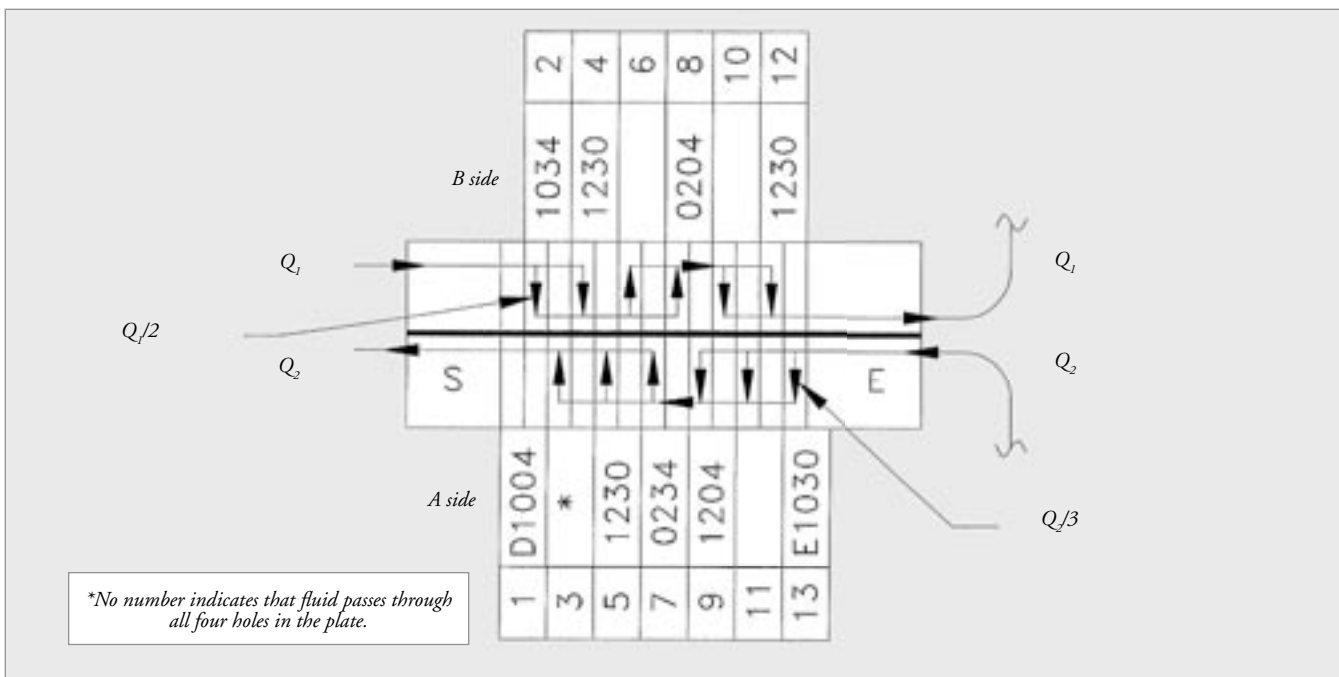 2
4
6
8
10
12
1034
1230
0204
1230
B side
Q1
Q1
Q1/2
Q2
Q2
S
E
A side
D1004
*
1230
0234
1204
E1030
Q2/3
1
3
5
7
9
11
13
*No number indicates that fluid passes through
all four holes in the plate.